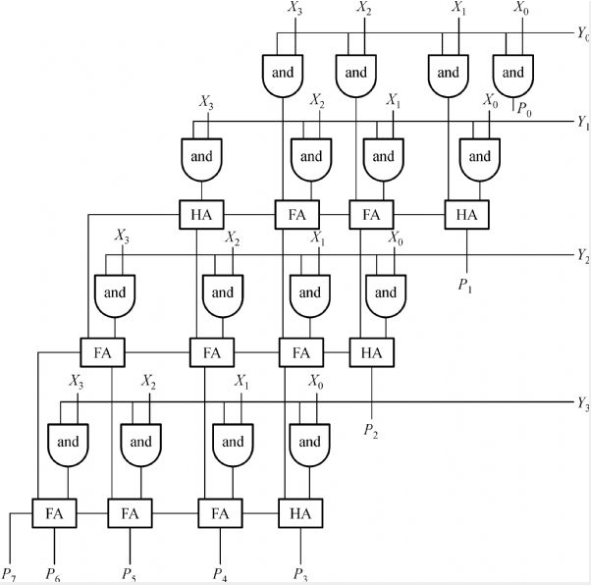 X3 X2 X1 X0
Y0
and and and and
P0
X3 X2 X1 X0
Y1
and and and and
HA FA FA HA
X3 X2 X1 X0
Y2
P1
and and and and
FA FA FA HA
X3 X2 X1 X0
Y3
P2
and and and and
FA FA FA HA
P7 P6 P5 P4 P3